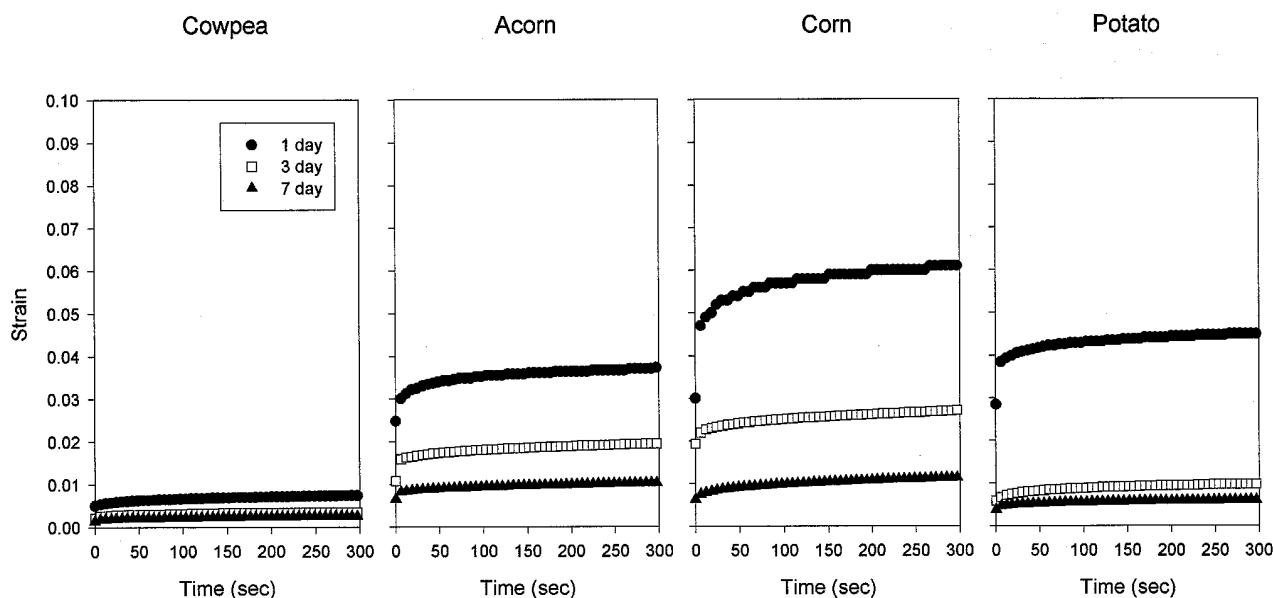 Cowpea Acorn Corn Potato
0.10
0.09
0.08
0.07
0.06
0.05
0.04
0.03
0.02
0.01
0.00
Strain
1 day
3 day
7 day
0 50 100 150 200 250 300 0 50 100 150 200 250 300 0 50 100 150 200 250 300 0 50 100 150 200 250 300
Time (sec) Time (sec) Time (sec) Time (sec)